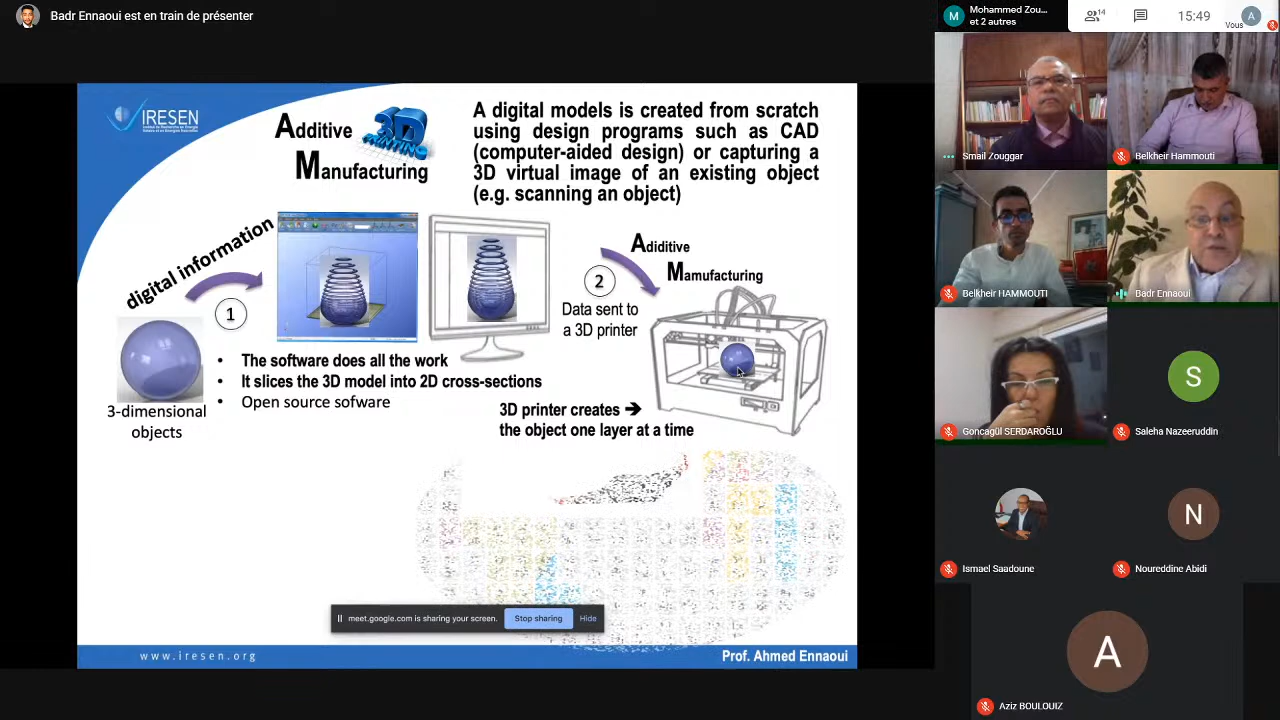 Badr Ennaoui est en train de présenter
M
Mohammed Zou...
et 2 autres
14
15:49
Vous
A
IRESEN
Additive
3D
PRINTING
Manufacturing
A digital models is created from scratch
using design programs such as CAD
(computer-aided design) or capturing a
3D virtual image of an existing object
(e.g. scanning an object)
digital information
1
2
Data sent to
a 3D printer
Adiditive
Mamufacturing
3-dimensional
objects
• The software does all the work
• It slices the 3D model into 2D cross-sections
• Open source sofware
3D printer creates ➔
the object one layer at a time
meet.google.com is sharing your screen.
Stop sharing
Hide
www.iresen.org
Prof. Ahmed Ennaoui
Smail Zouggar
Belkheir Hammouti
Belkheir HAMMOUTI
Badr Ennaoui
Goncagül SERDAROĞLU
S
Saleha Nazeeruddin
Ismael Saadoune
N
Noureddine Abidi
A
Aziz BOULOUIZ